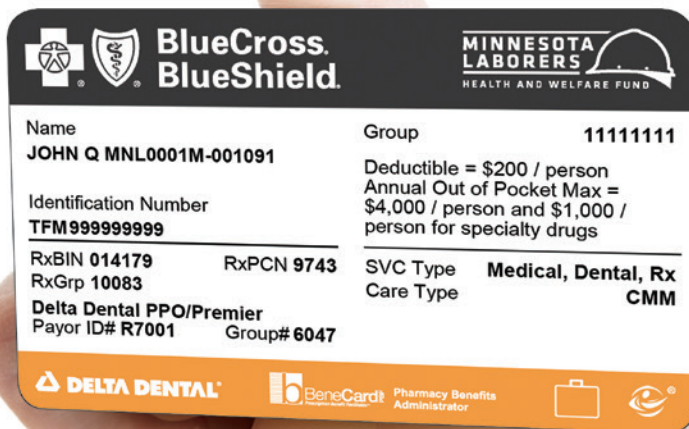 BlueCross.
BlueShield.
MINNESOTA
LABORERS
HEALTH AND WELFARE FUND
Name
JOHN Q MNL0001M-001091
Identification Number
TFM999999999
RxBIN 014179 RxPCN 9743
RxGrp 10083
Delta Dental PPO/Premier
Payor ID# R7001 Group# 6047
Group 11111111
Deductible = $200 / person
Annual Out of Pocket Max =
$4,000 / person and $1,000 /
person for specialty drugs
SVC Type Medical, Dental, Rx
Care Type CMM
DELTA DENTAL®
BeneCard
Pharmacy Benefits
Administrator